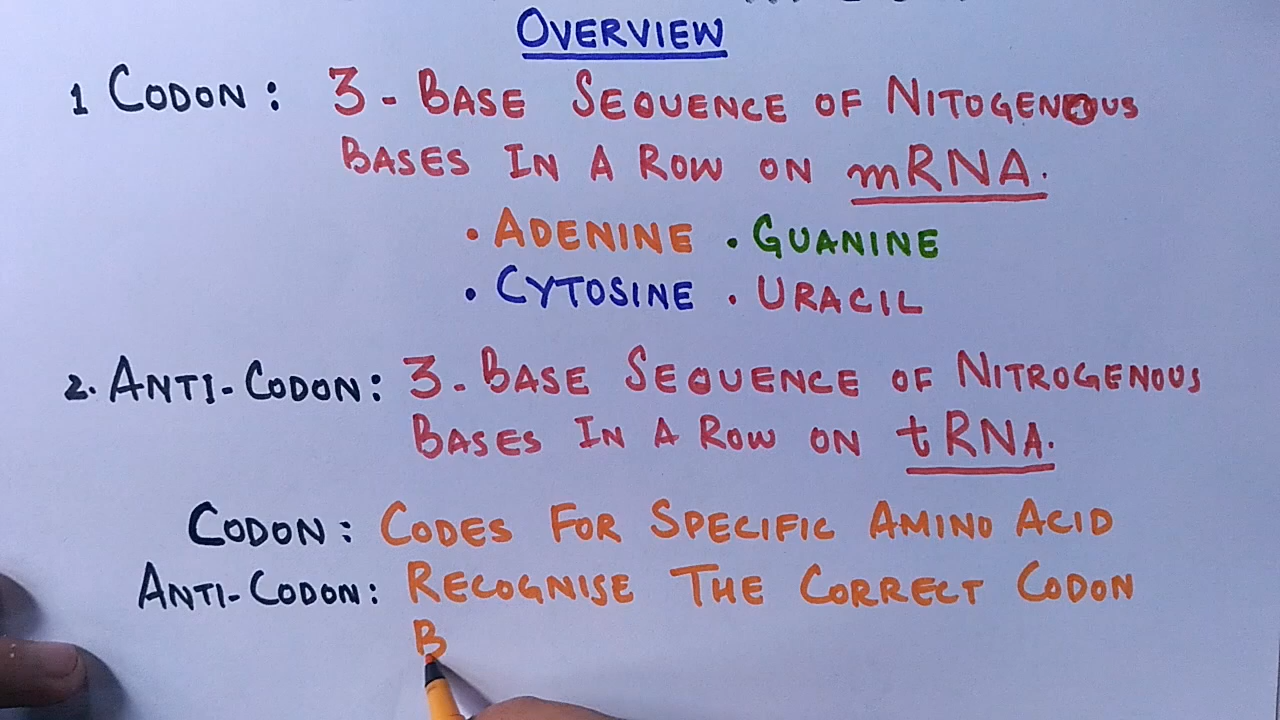 OVERVIEW
1 CODON: 3-BASE SEQUENCE OF NITOGENOUS
BASES IN A ROW ON mRNA.
• ADENINE • GUANINE
• CYTOSINE • URACIL
2. ANTI-CODON: 3-BASE SEQUENCE OF NITROGENOUS
BASES IN A ROW ON tRNA.
CODON: CODES FOR SPECIFIC AMINO ACID
ANTI-CODON: RECOGNISE THE CORRECT CODON
B